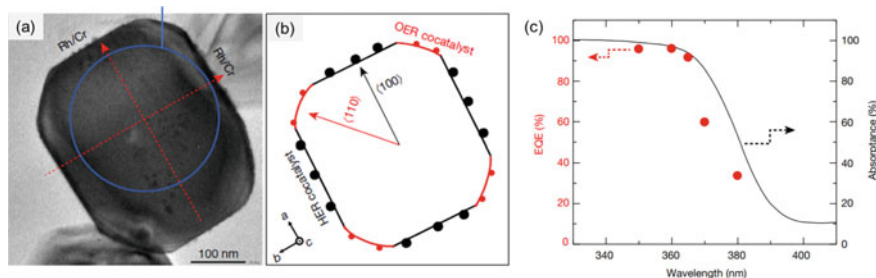 (a)
Rh/Cr
Rh/Cr
100 nm
(b)
OER cocatalyst
⟨100⟩
⟨110⟩
HER cocatalyst
a
b
c
(c)
EQE (%)
100
80
60
40
20
0
340
360
380
400
Wavelength (nm)
100
80
60
40
20
0
Absorptance (%)